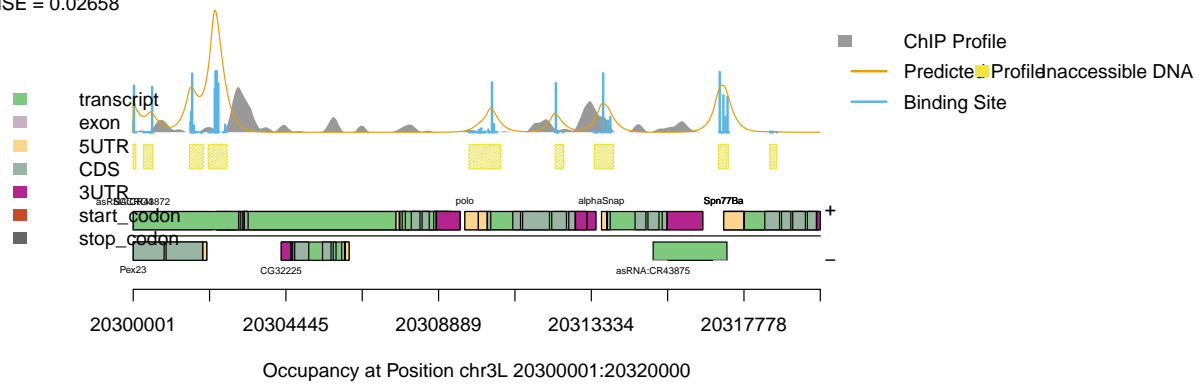 MSE = 0.02658
ChIP Profile
Predicted Profile
Inaccessible DNA
Binding Site
transcript
exon
5UTR
CDS
3UTR
start_codon
stop_codon
polo
alphaSnap
Spn77Ba
+
Pex23
CG32225
asRNA:CR43875
−
20300001
20304445
20308889
20313334
20317778
Occupancy at Position chr3L 20300001:20320000